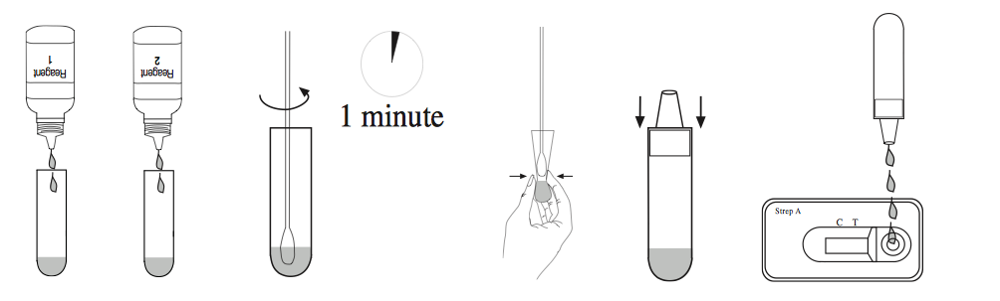 Reagent
1
Reagent
2
1 minute
Strep A
C T